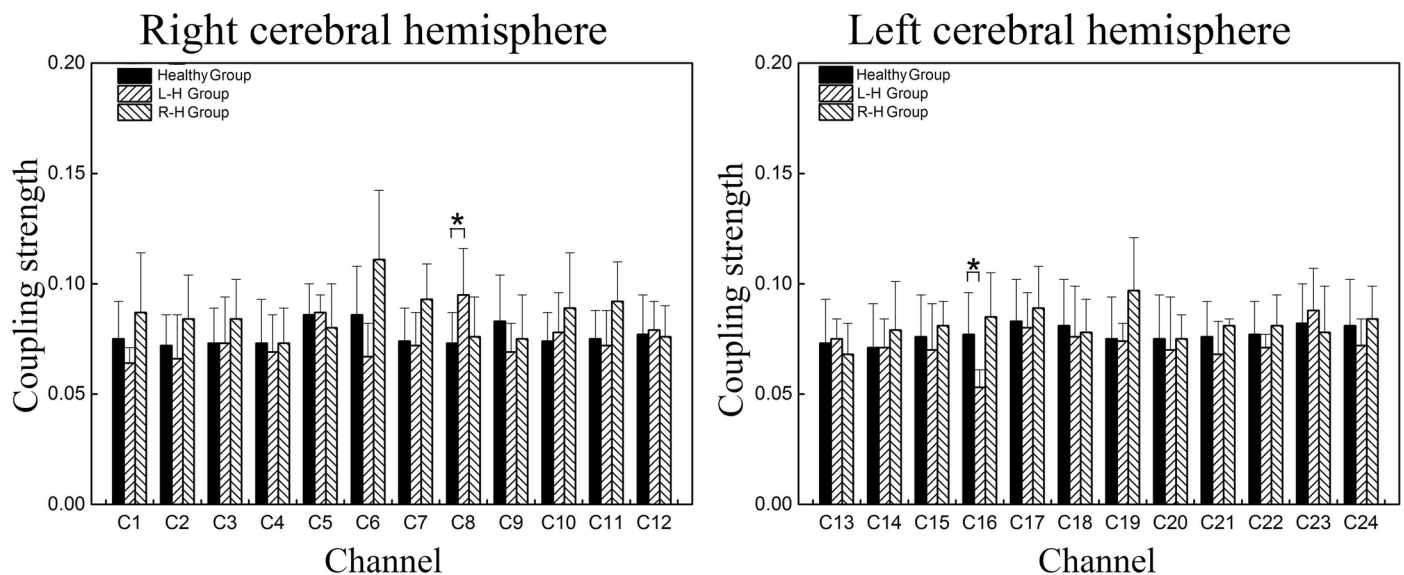 Right cerebral hemisphere
Healthy Group
L-H Group
R-H Group
*
0.20
0.15
0.10
0.05
0.00
Coupling strength
C1 C2 C3 C4 C5 C6 C7 C8 C9 C10 C11 C12
Channel
Left cerebral hemisphere
Healthy Group
L-H Group
R-H Group
*
0.20
0.15
0.10
0.05
0.00
Coupling strength
C13 C14 C15 C16 C17 C18 C19 C20 C21 C22 C23 C24
Channel